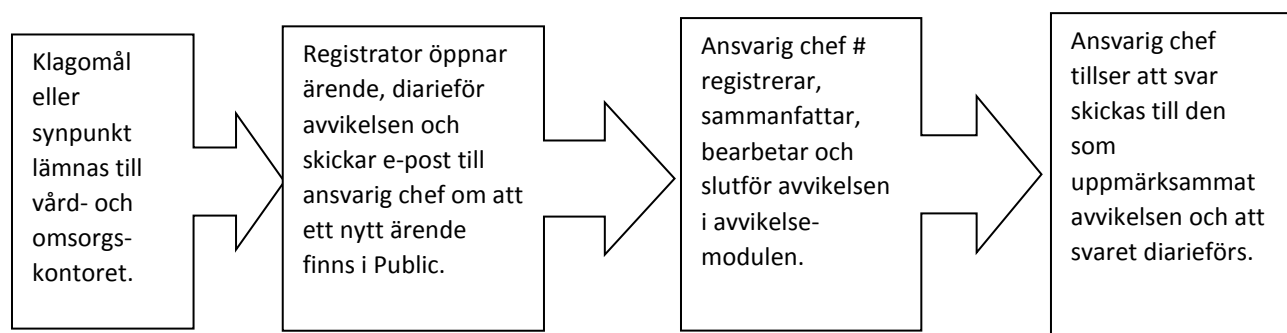 Klagomål
eller
synpunkt
lämnas till
vård- och
omsorgs-
kontoret.
Registrator öppnar
ärende, diarieför
avvikelsen och
skickar e-post till
ansvarig chef om att
ett nytt ärende
finns i Public.
Ansvarig chef #
registrerar,
sammanfattar,
bearbetar och
slutför avvikelsen
i avvikelse-
modulen.
Ansvarig chef
tillser att svar
skickas till den
som
uppmärksammat
avvikelsen och att
svaret diarieförs.